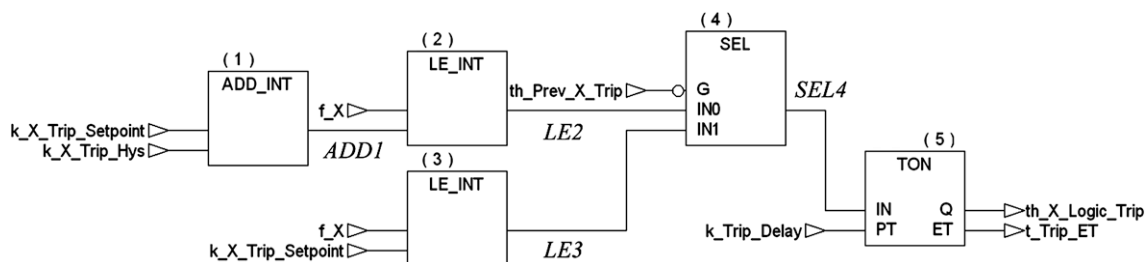 ( 1 )
ADD_INT
k_X_Trip_Setpoint
k_X_Trip_Hys
ADD1
( 2 )
LE_INT
f_X
LE2
( 3 )
LE_INT
f_X
k_X_Trip_Setpoint
LE3
( 4 )
SEL
th_Prev_X_Trip
G
IN0
IN1
SEL4
( 5 )
TON
IN Q
PT ET
k_Trip_Delay
th_X_Logic_Trip
t_Trip_ET